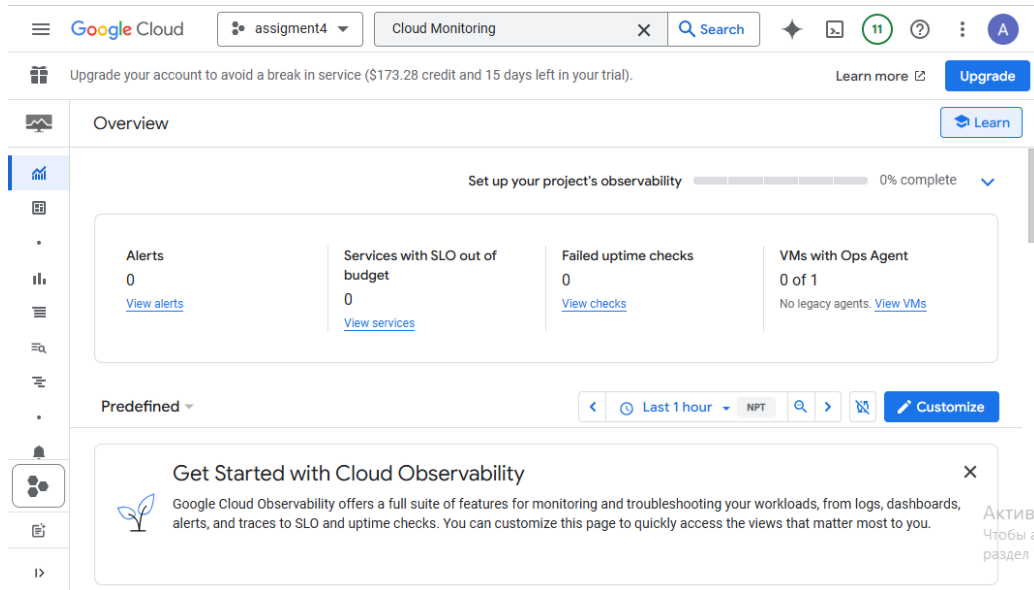 Google Cloud
assigment4
Cloud Monitoring
Search
11
A
Upgrade your account to avoid a break in service ($173.28 credit and 15 days left in your trial).
Learn more
Upgrade
Overview
Learn
Set up your project's observability
0% complete
Alerts
0
View alerts
Services with SLO out of
budget
0
View services
Failed uptime checks
0
View checks
VMs with Ops Agent
0 of 1
No legacy agents. View VMs
Predefined
Last 1 hour
NPT
Customize
Get Started with Cloud Observability
Google Cloud Observability offers a full suite of features for monitoring and troubleshooting your workloads, from logs, dashboards,
alerts, and traces to SLO and uptime checks. You can customize this page to quickly access the views that matter most to you.
Актив
Чтобы а
раздел